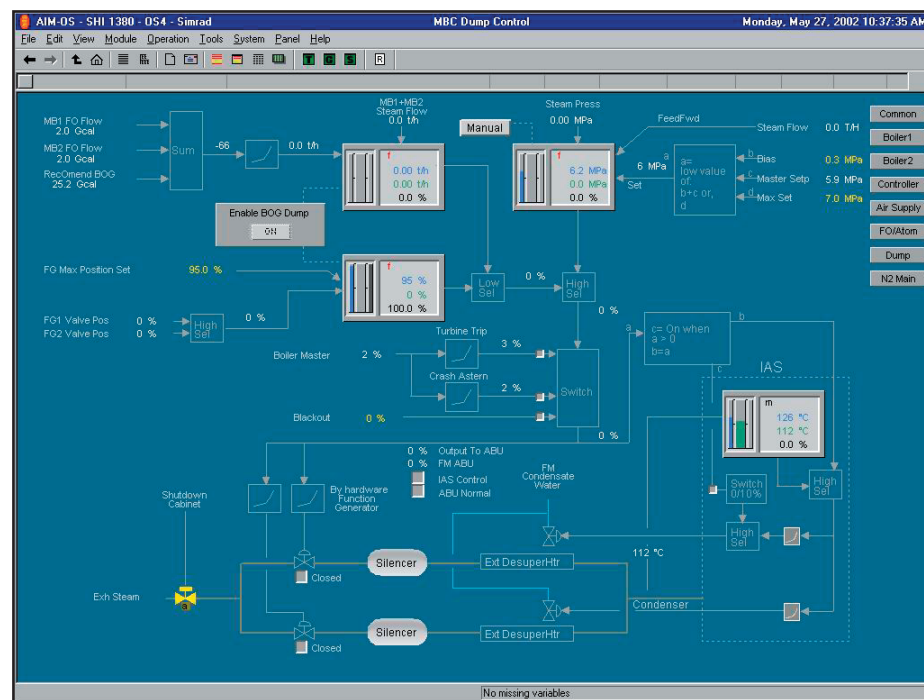 AIM-OS - SHI 1380 - OS4 - Simrad MBC Dump Control Monday, May 27, 2002 10:37:35 AM
File Edit View Module Operation Tools System Panel Help
T G S R
MB1 FO Flow
2.0 Gcal
MB2 FO Flow
2.0 Gcal
RecOmend BOG
25.2 Gcal
Sum
-66
0.0 t/h
MB1+MB2
Steam Flow
0.0 t/h
f
0.00 t/h
0.00 t/h
0.0 %
Manual
Steam Press
0.00 MPa
f
6.2 MPa
0.0 MPa
0.0 %
FeedFwd
Steam Flow 0.0 T/H
6 MPa
Set
a
a=
low value
of:
b+c or,
d
b Bias 0.3 MPa
c Master Setp 5.9 MPa
d Max Set 7.0 MPa
Common
Boiler1
Boiler2
Controller
Air Supply
FO/Atom
Dump
N2 Main
Enable BOG Dump
ON
FG Max Position Set 95.0 %
f
95 %
0 %
100.0 %
Low
Sel
0 %
High
Sel
0 %
FG1 Valve Pos 0 %
FG2 Valve Pos 0 %
High
Sel
0 %
Turbine Trip
Boiler Master 2 %
3 %
Crash Astern
2 %
Blackout 0 %
Switch
0 %
a
c= On when
a > 0
b=a
b
c
IAS
m
126 °C
112 °C
0.0 %
Switch
0/10%
High
Sel
High
Sel
0 % Output To ABU
0 % FM ABU
IAS Control
ABU Normal
By hardware
Function
Generator
Shutdown
Cabinet
FM
Condensate
Water
112 °C
Closed
Silencer
Ext DesuperHtr
Exh Steam
Condenser
Closed
Silencer
Ext DesuperHtr
No missing variables